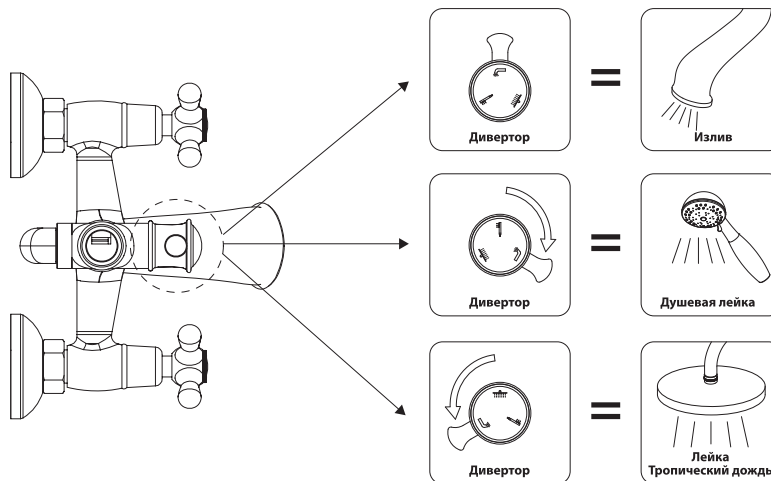 Дивертор
Излив
Дивертор
Душевая лейка
Дивертор
Лейка
Тропический дождь